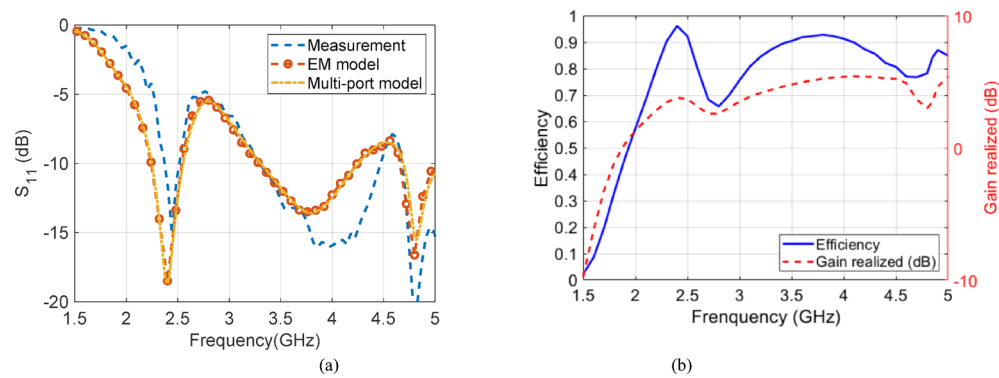 0
-5
-10
-15
-20
1.5 2 2.5 3 3.5 4 4.5 5
S11 (dB)
Frequency(GHz)
Measurement
EM model
Multi-port model
(a)
1
0.9
0.8
0.7
0.6
0.5
0.4
0.3
0.2
0.1
0
Efficiency
1.5 2 2.5 3 3.5 4 4.5 5
Frenquency (GHz)
10
0
-10
Gain realized (dB)
Efficiency
Gain realized (dB)
(b)